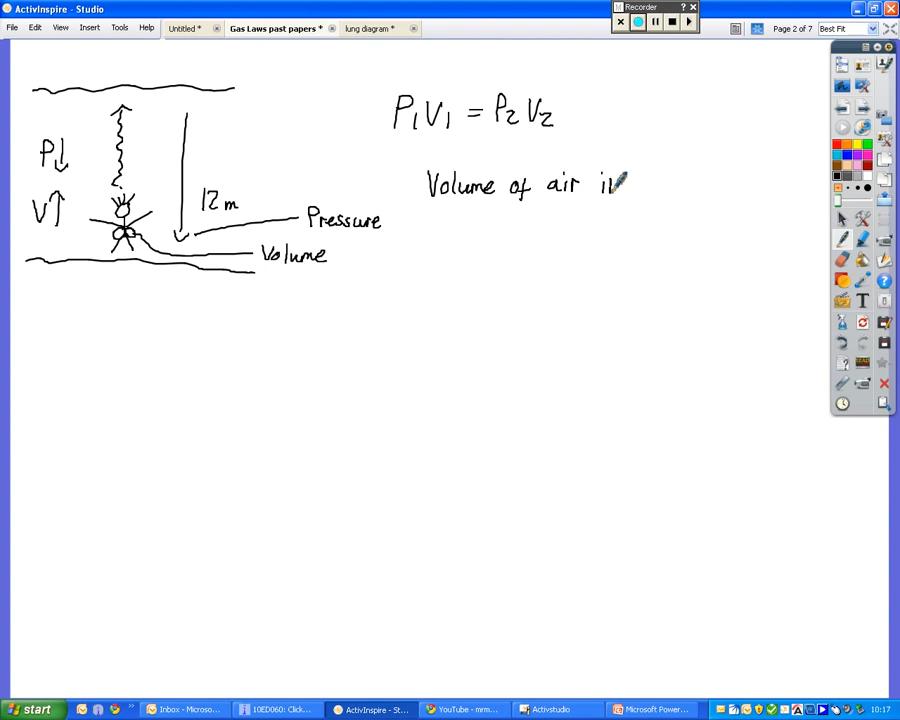 ActivInspire - Studio
Recorder
File Edit View Insert Tools Help
Untitled *
Gas Laws past papers *
lung diagram *
Page 2 of 7
Best Fit
P₁V₁ = P₂V₂
P↓
12m
V↑
Volume of air in
Pressure
Volume
start
Inbox - Microso...
10ED060: Click...
ActivInspire - St...
YouTube - mrm...
Activstudio
Microsoft Power...
10:17